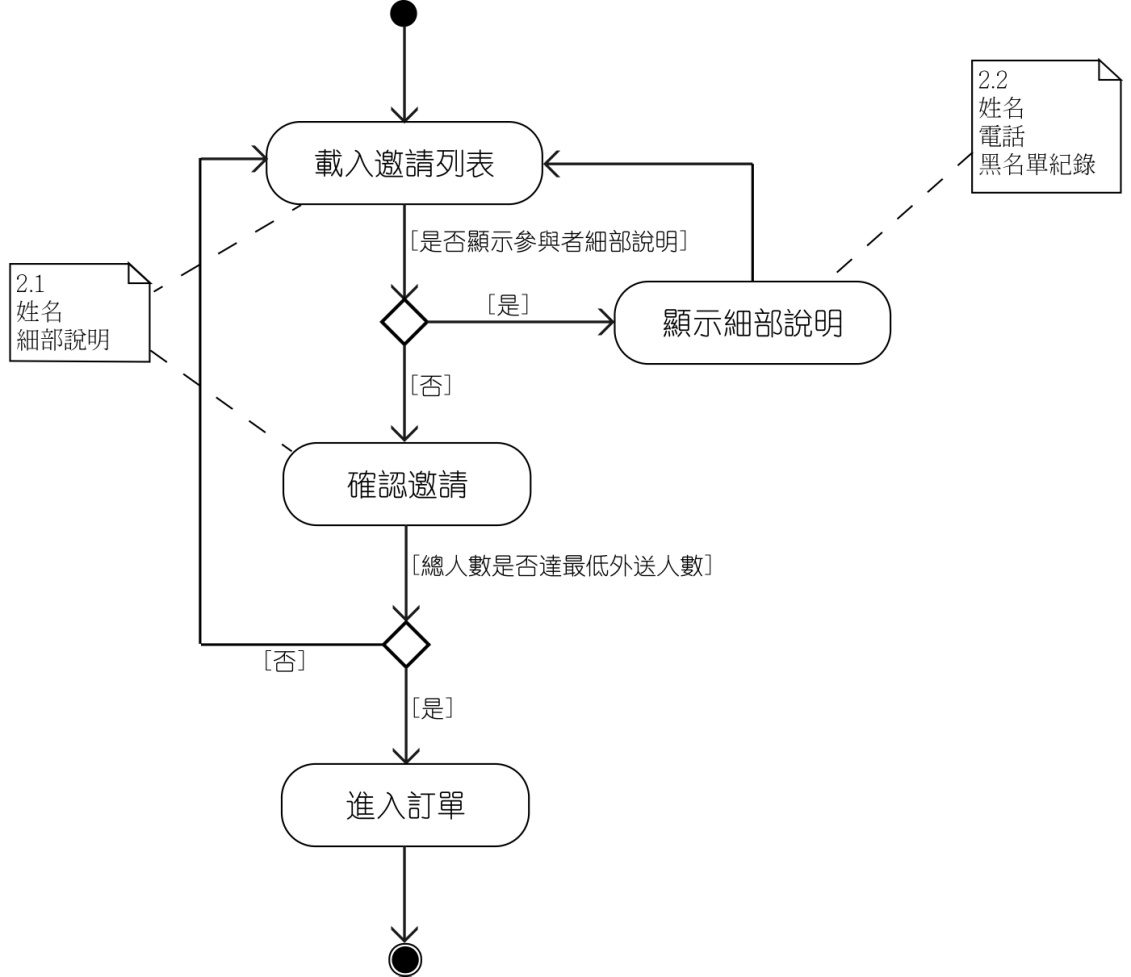 2.2
姓名
電話
黑名單紀錄
載入邀請列表
[是否顯示參與者細部說明]
2.1
姓名
細部說明
[是]
顯示細部說明
[否]
確認邀請
[總人數是否達最低外送人數]
[否]
[是]
進入訂單